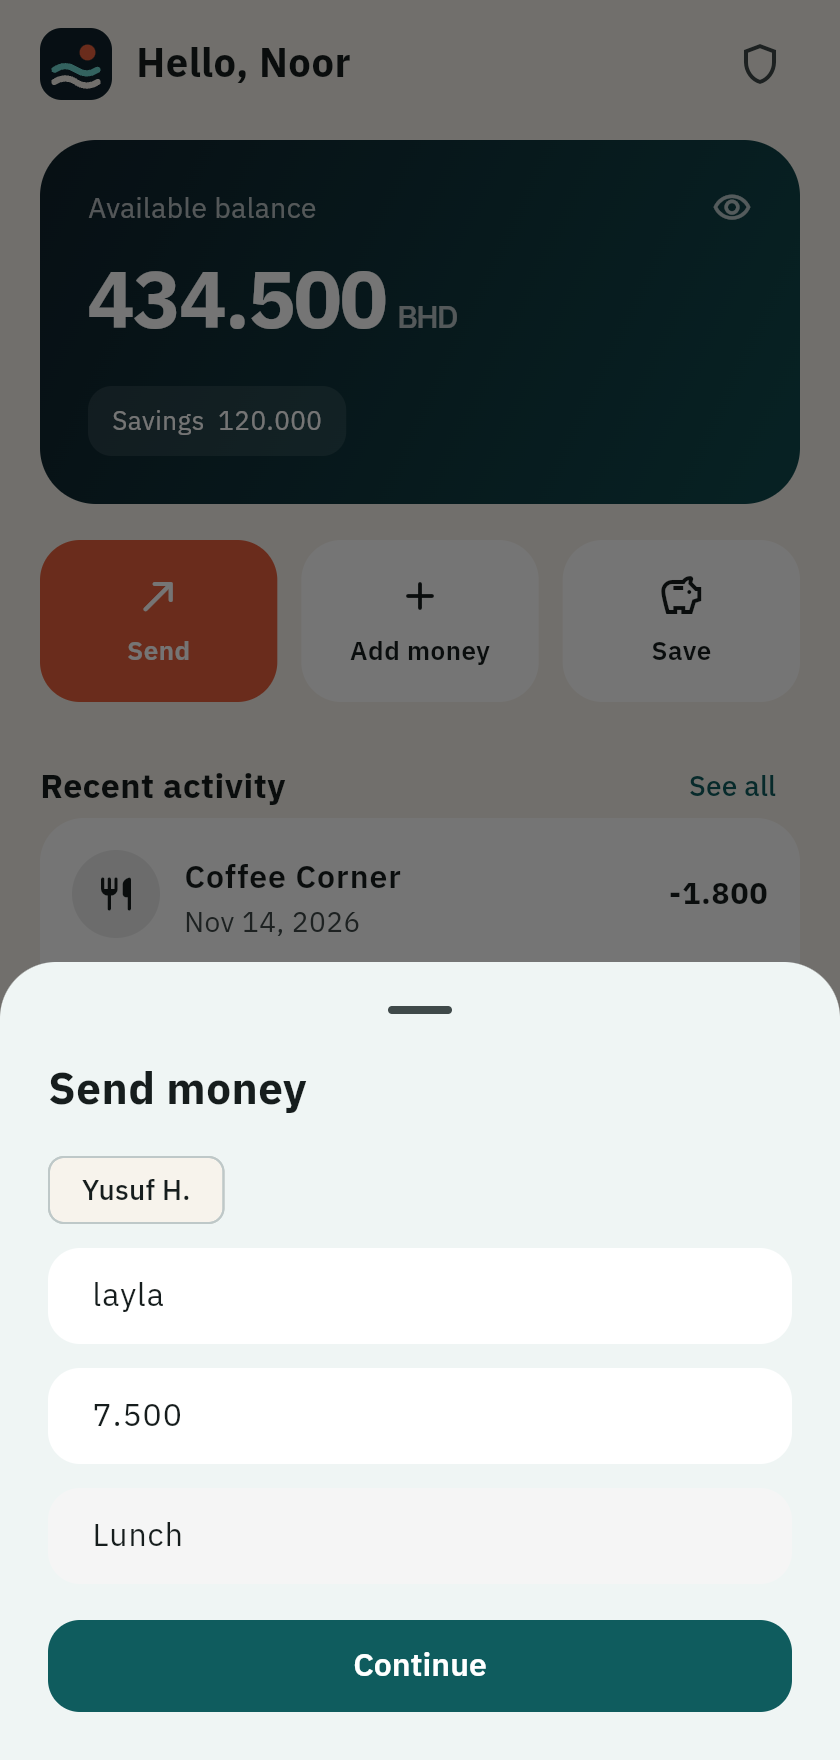 Hello, Noor
Available balance
434.500 BHD
Savings 120.000
Send
Add money
Save
Recent activity
See all
Coffee Corner
-1.800
Nov 14, 2026
Send money
Yusuf H.
layla
7.500
Lunch
Continue